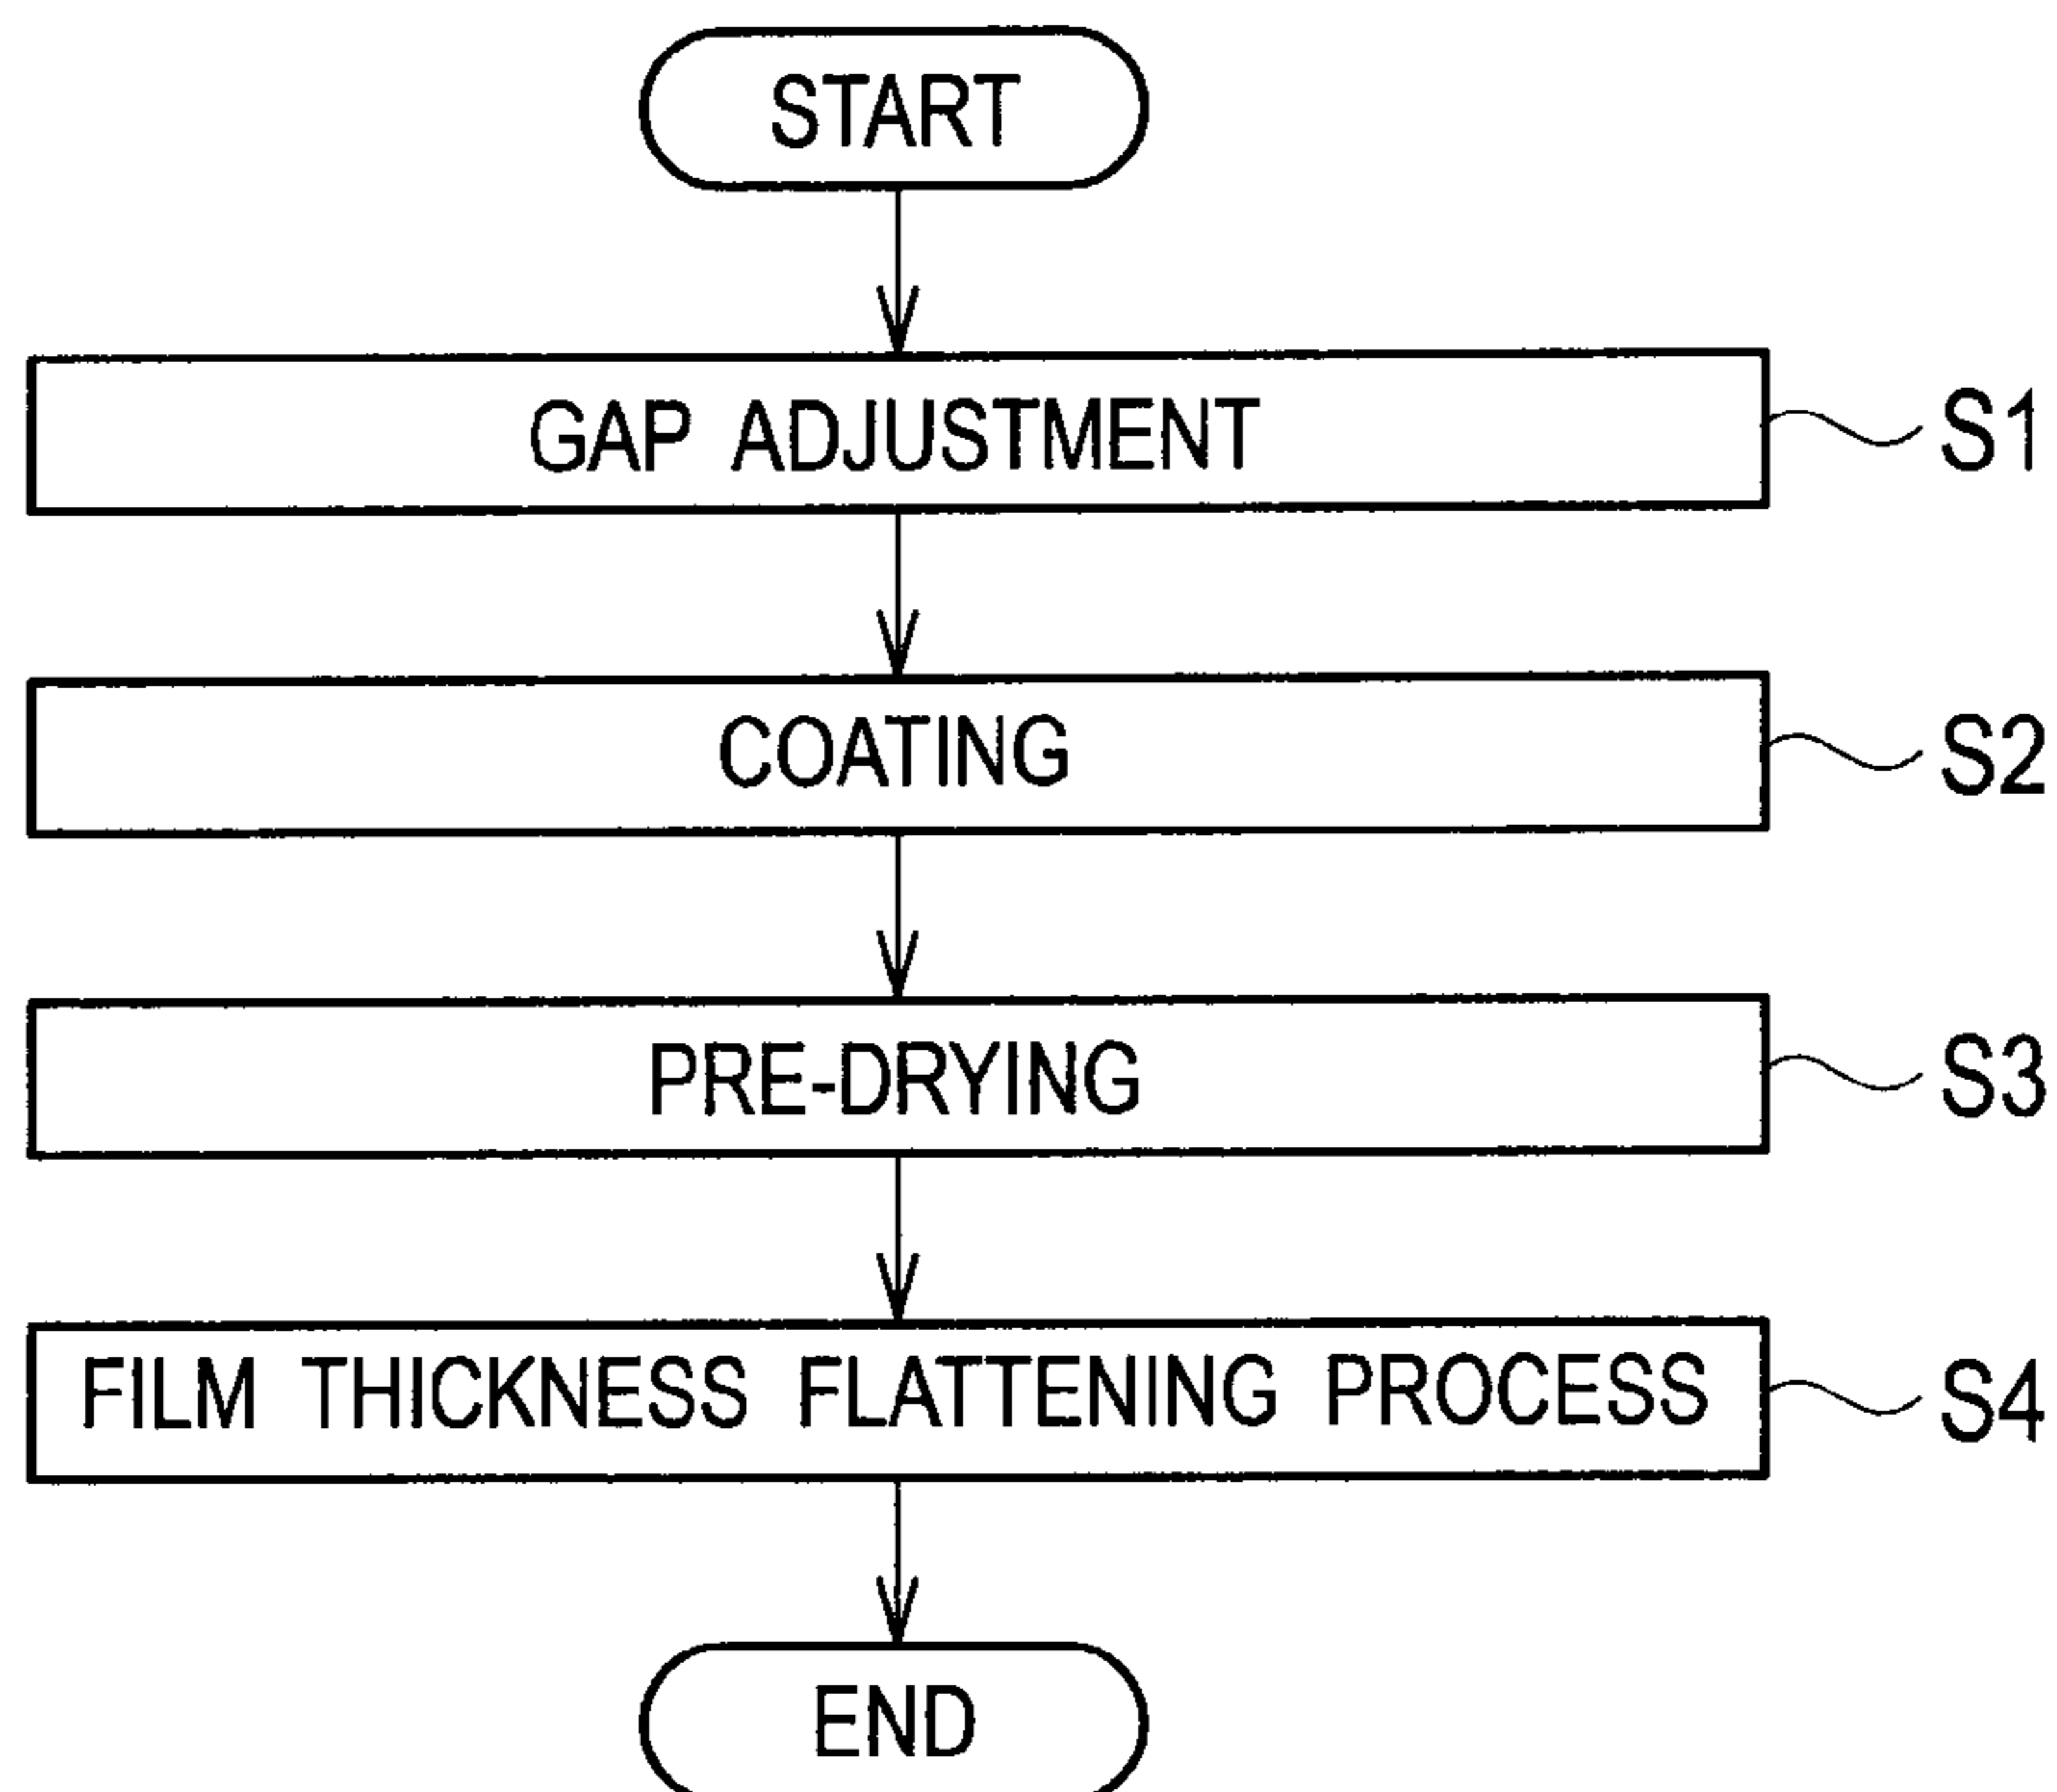 START
GAP ADJUSTMENT
S1
COATING
S2
PRE-DRYING
S3
FILM THICKNESS FLATTENING PROCESS
S4
END